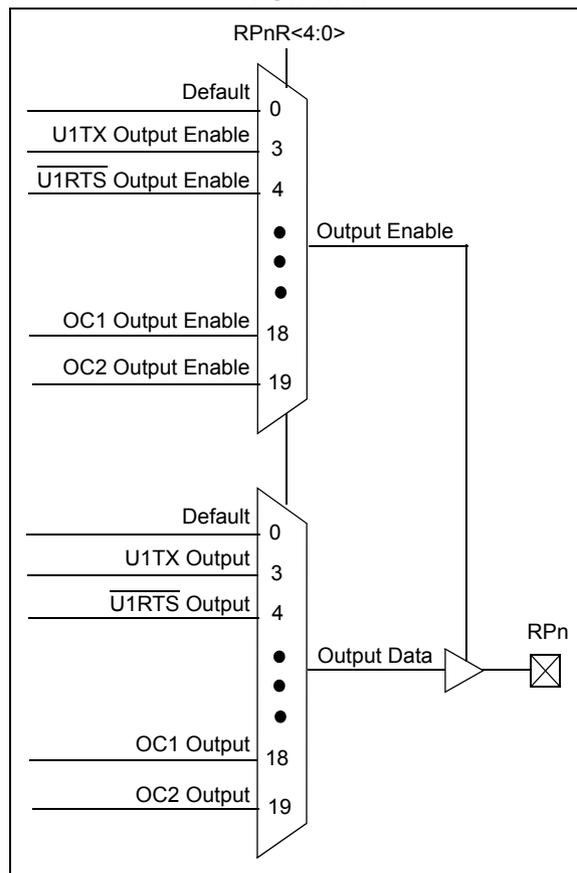 RPnR<4:0>
Default
0
U1TX Output Enable
3
U1RTS Output Enable
4
Output Enable
OC1 Output Enable
18
OC2 Output Enable
19
Default
0
U1TX Output
3
U1RTS Output
4
RPn
Output Data
OC1 Output
18
OC2 Output
19